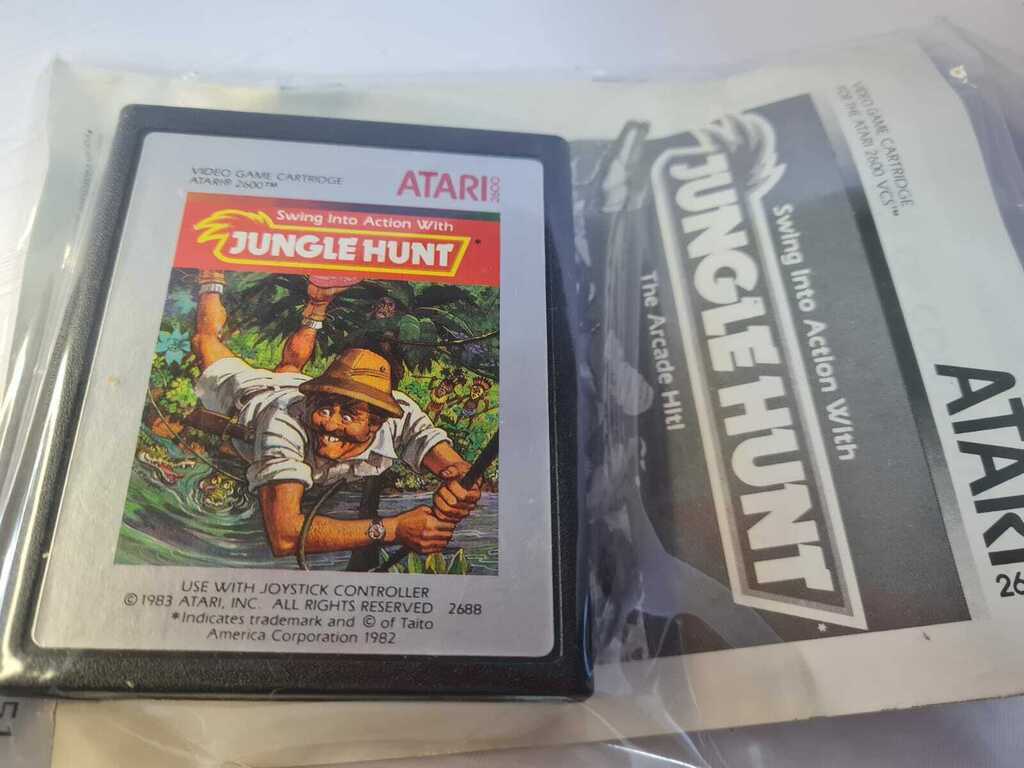 VIDEO GAME CARTRIDGE
ATARI® 2600™
ATARI 2600
Swing Into Action With
JUNGLE HUNT*
USE WITH JOYSTICK CONTROLLER
© 1983 ATARI, INC. ALL RIGHTS RESERVED 2688
*Indicates trademark and © of Taito
America Corporation 1982
VIDEO GAME CARTRIDGE
FOR THE ATARI 2600 VCS™
Swing Into Action With
JUNGLE HUNT*
The Arcade Hit!
ATARI
26